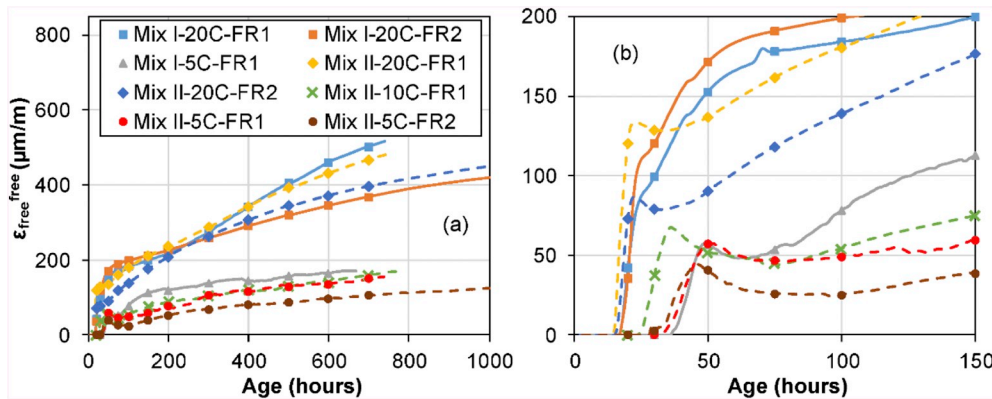 800
600
400
200
0
εfree^free (µm/m)
Mix I-20C-FR1 Mix I-20C-FR2
Mix I-5C-FR1 Mix II-20C-FR1
Mix II-20C-FR2 Mix II-10C-FR1
Mix II-5C-FR1 Mix II-5C-FR2
(a)
0 200 400 600 800 1000
Age (hours)
200
150
100
50
0
(b)
0 50 100 150
Age (hours)